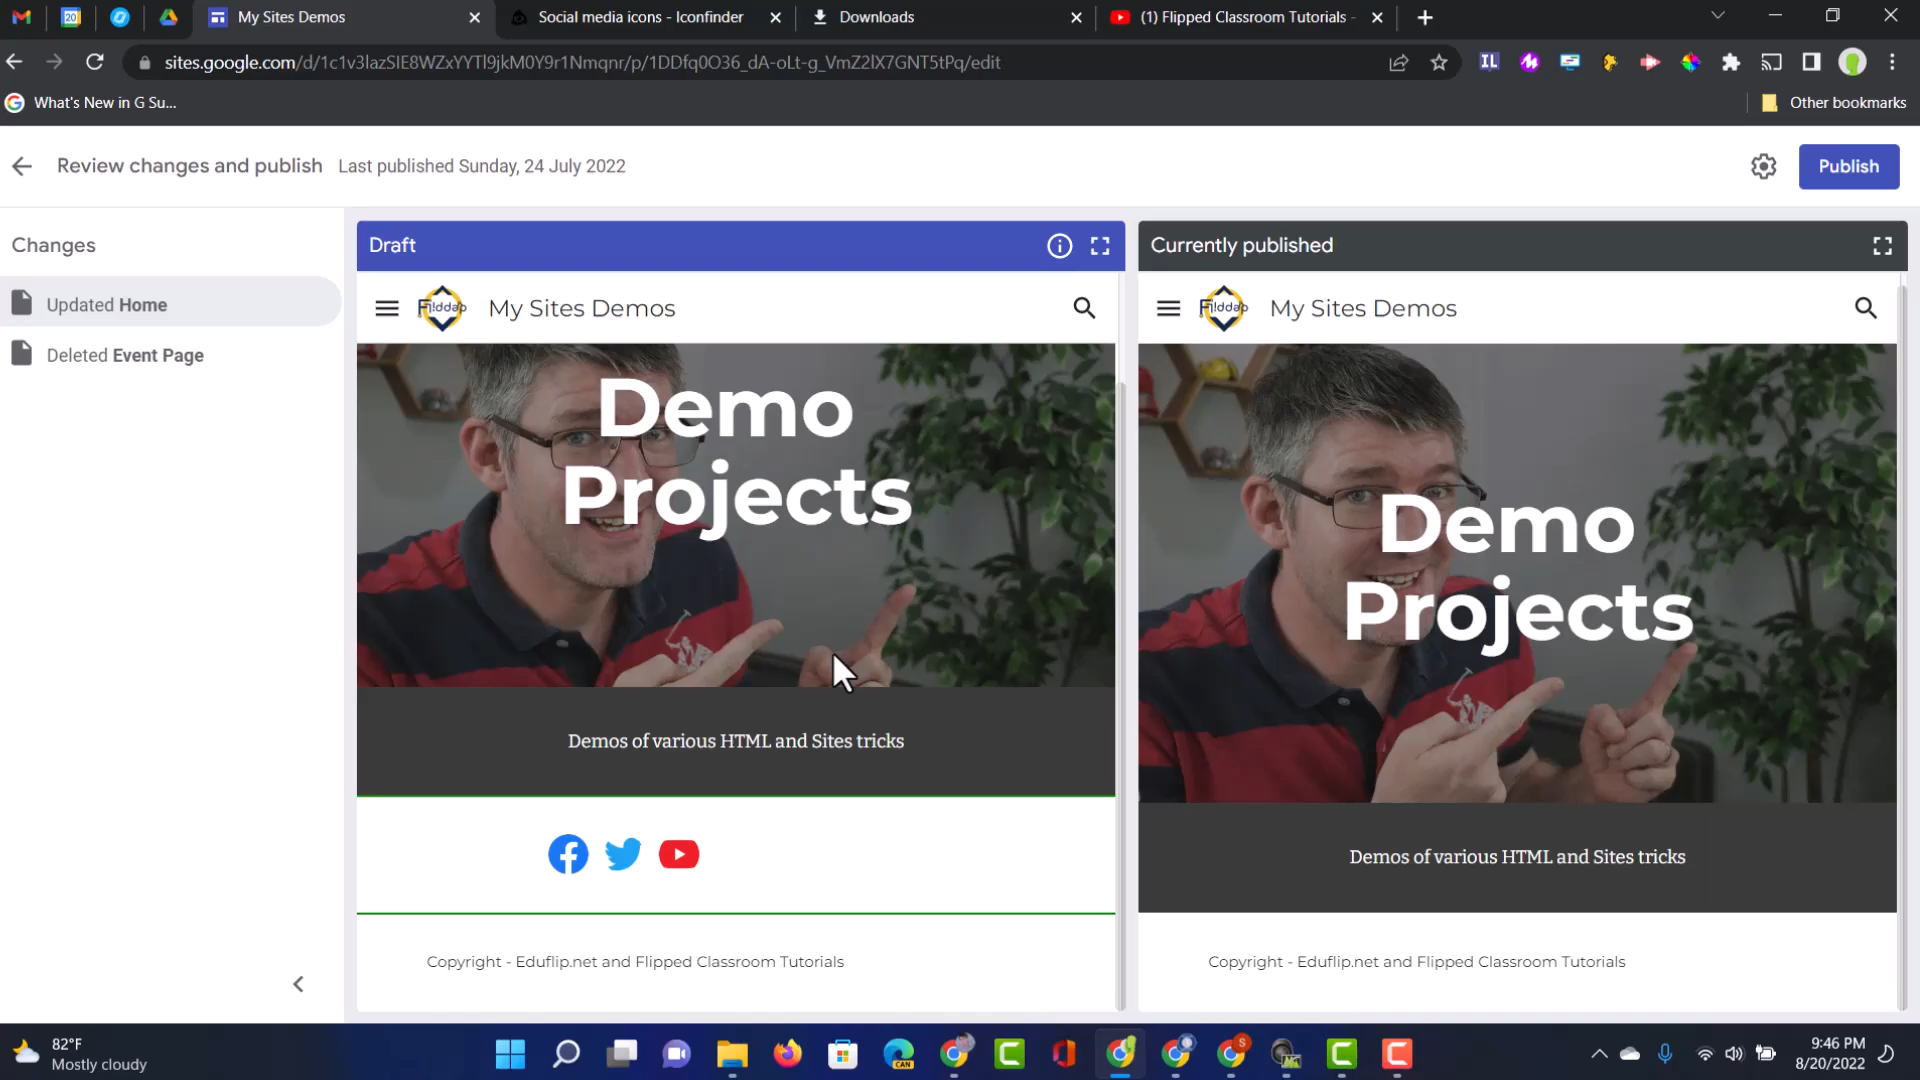 20
My Sites Demos
Social media icons - Iconfinder
Downloads
(1) Flipped Classroom Tutorials -
sites.google.com/d/1c1v3lazSIE8WZxYYTl9jkM0Y9r1Nmqnr/p/1DDfq0O36_dA-oLt-g_VmZ2lX7GNT5tPq/edit
IL
What's New in G Su...
Other bookmarks
Review changes and publish
Last published Sunday, 24 July 2022
Publish
Changes
Updated Home
Deleted Event Page
Draft
My Sites Demos
Demo
Projects
Demos of various HTML and Sites tricks
Copyright - Eduflip.net and Flipped Classroom Tutorials
Currently published
My Sites Demos
Demo
Projects
Demos of various HTML and Sites tricks
Copyright - Eduflip.net and Flipped Classroom Tutorials
82°F
Mostly cloudy
CAN
S
9:46 PM
8/20/2022